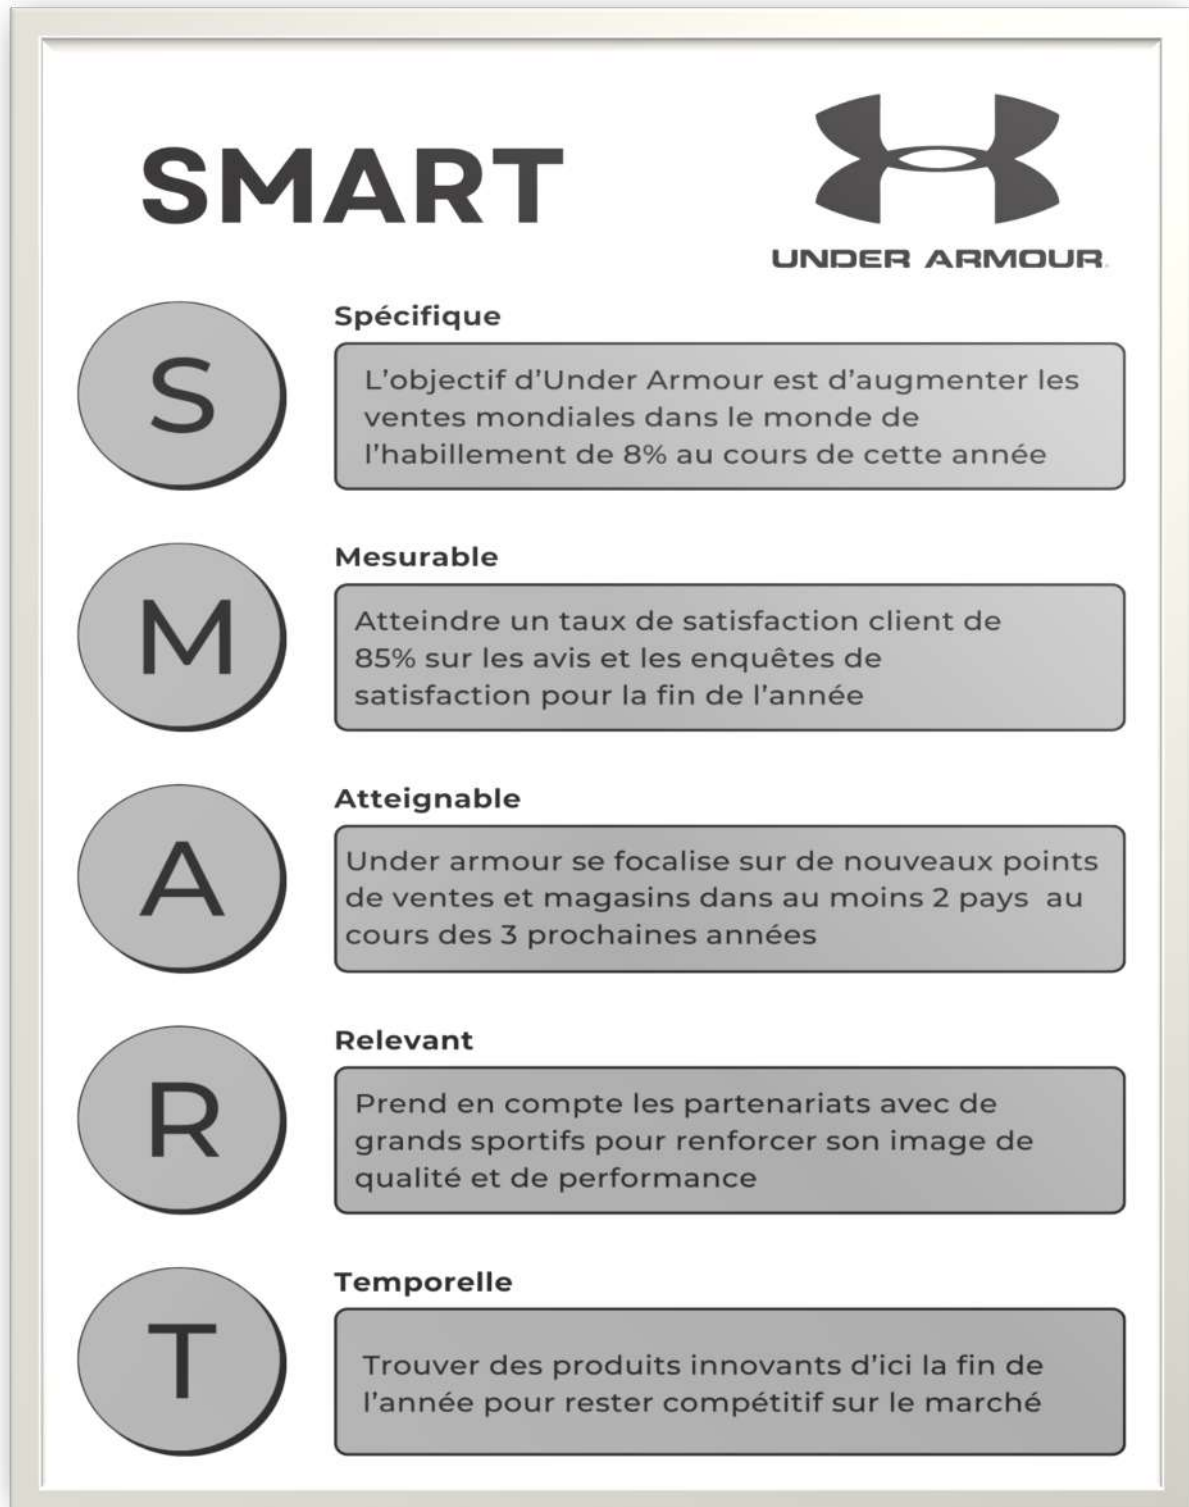 SMART
UNDER ARMOUR
S
Spécifique
L'objectif d'Under Armour est d'augmenter les
ventes mondiales dans le monde de
l'habillement de 8% au cours de cette année
M
Mesurable
Atteindre un taux de satisfaction client de
85% sur les avis et les enquêtes de
satisfaction pour la fin de l'année
A
Atteignable
Under armour se focalise sur de nouveaux points
de ventes et magasins dans au moins 2 pays  au
cours des 3 prochaines années
R
Relevant
Prend en compte les partenariats avec de
grands sportifs pour renforcer son image de
qualité et de performance
T
Temporelle
Trouver des produits innovants d'ici la fin de
l'année pour rester compétitif sur le marché